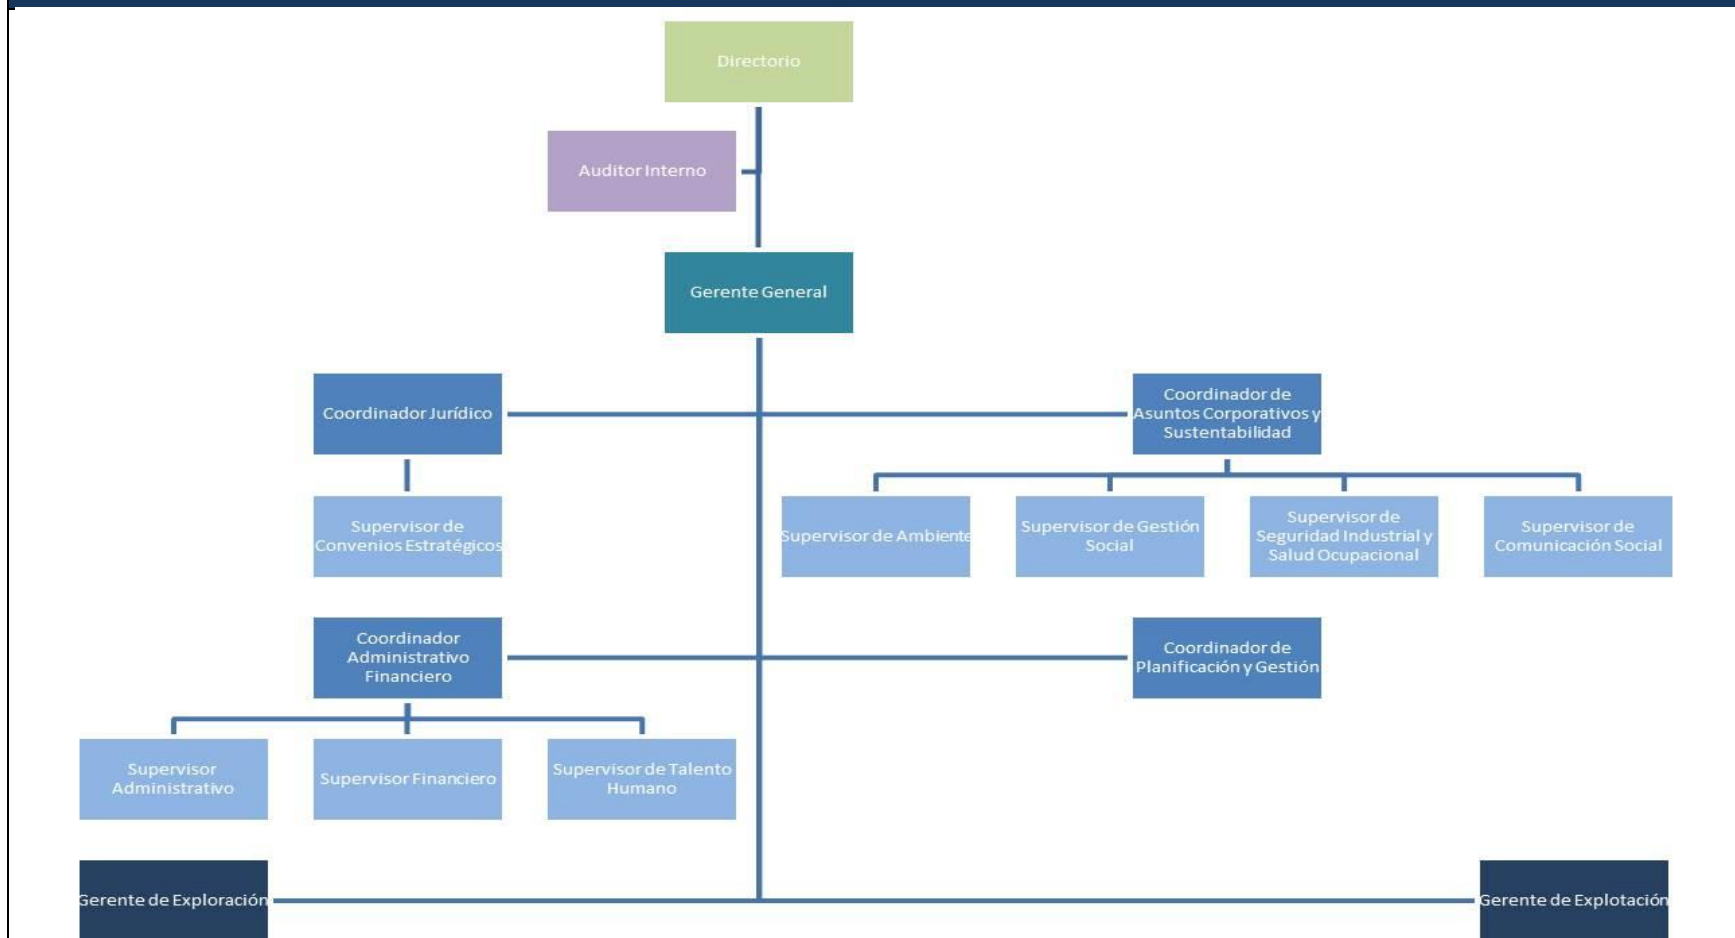 Directorio
Auditor Interno
Gerente General
Coordinador Jurídico
Coordinador de
Asuntos Corporativos y
Sustentabilidad
Supervisor de
Convenios Estratégicos
Supervisor de Ambiente
Supervisor de Gestión
Social
Supervisor de
Seguridad Industrial y
Salud Ocupacional
Supervisor de
Comunicación Social
Coordinador
Administrativo
Financiero
Coordinador de
Planificación y Gestión
Supervisor
Administrativo
Supervisor Financiero
Supervisor de Talento
Humano
Gerente de Exploración
Gerente de Explotación